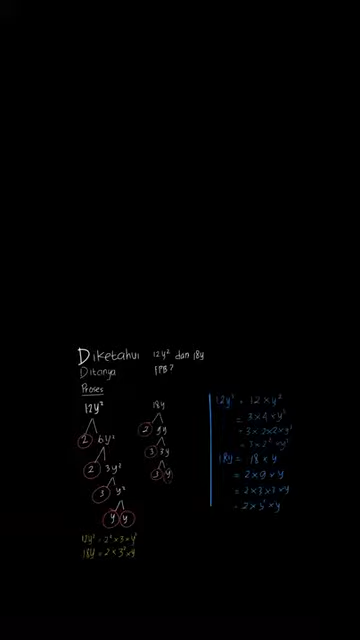 Diketahui 12y² dan 18y
Ditanya FPB?
Proses
12y²
2 6y²
2 3y²
3 y²
y y
12y² = 2² × 3 × y²
18y = 2 × 3² × y
18y
2 9y
3 3y
3 y
12y² = 12 × y²
= 3 × 4 × y²
= 3 × 2 × 2 × y²
= 3 × 2² × y²
18y = 18 × y
= 2 × 9 × y
= 2 × 3 × 3 × y
= 2 × 3² × y